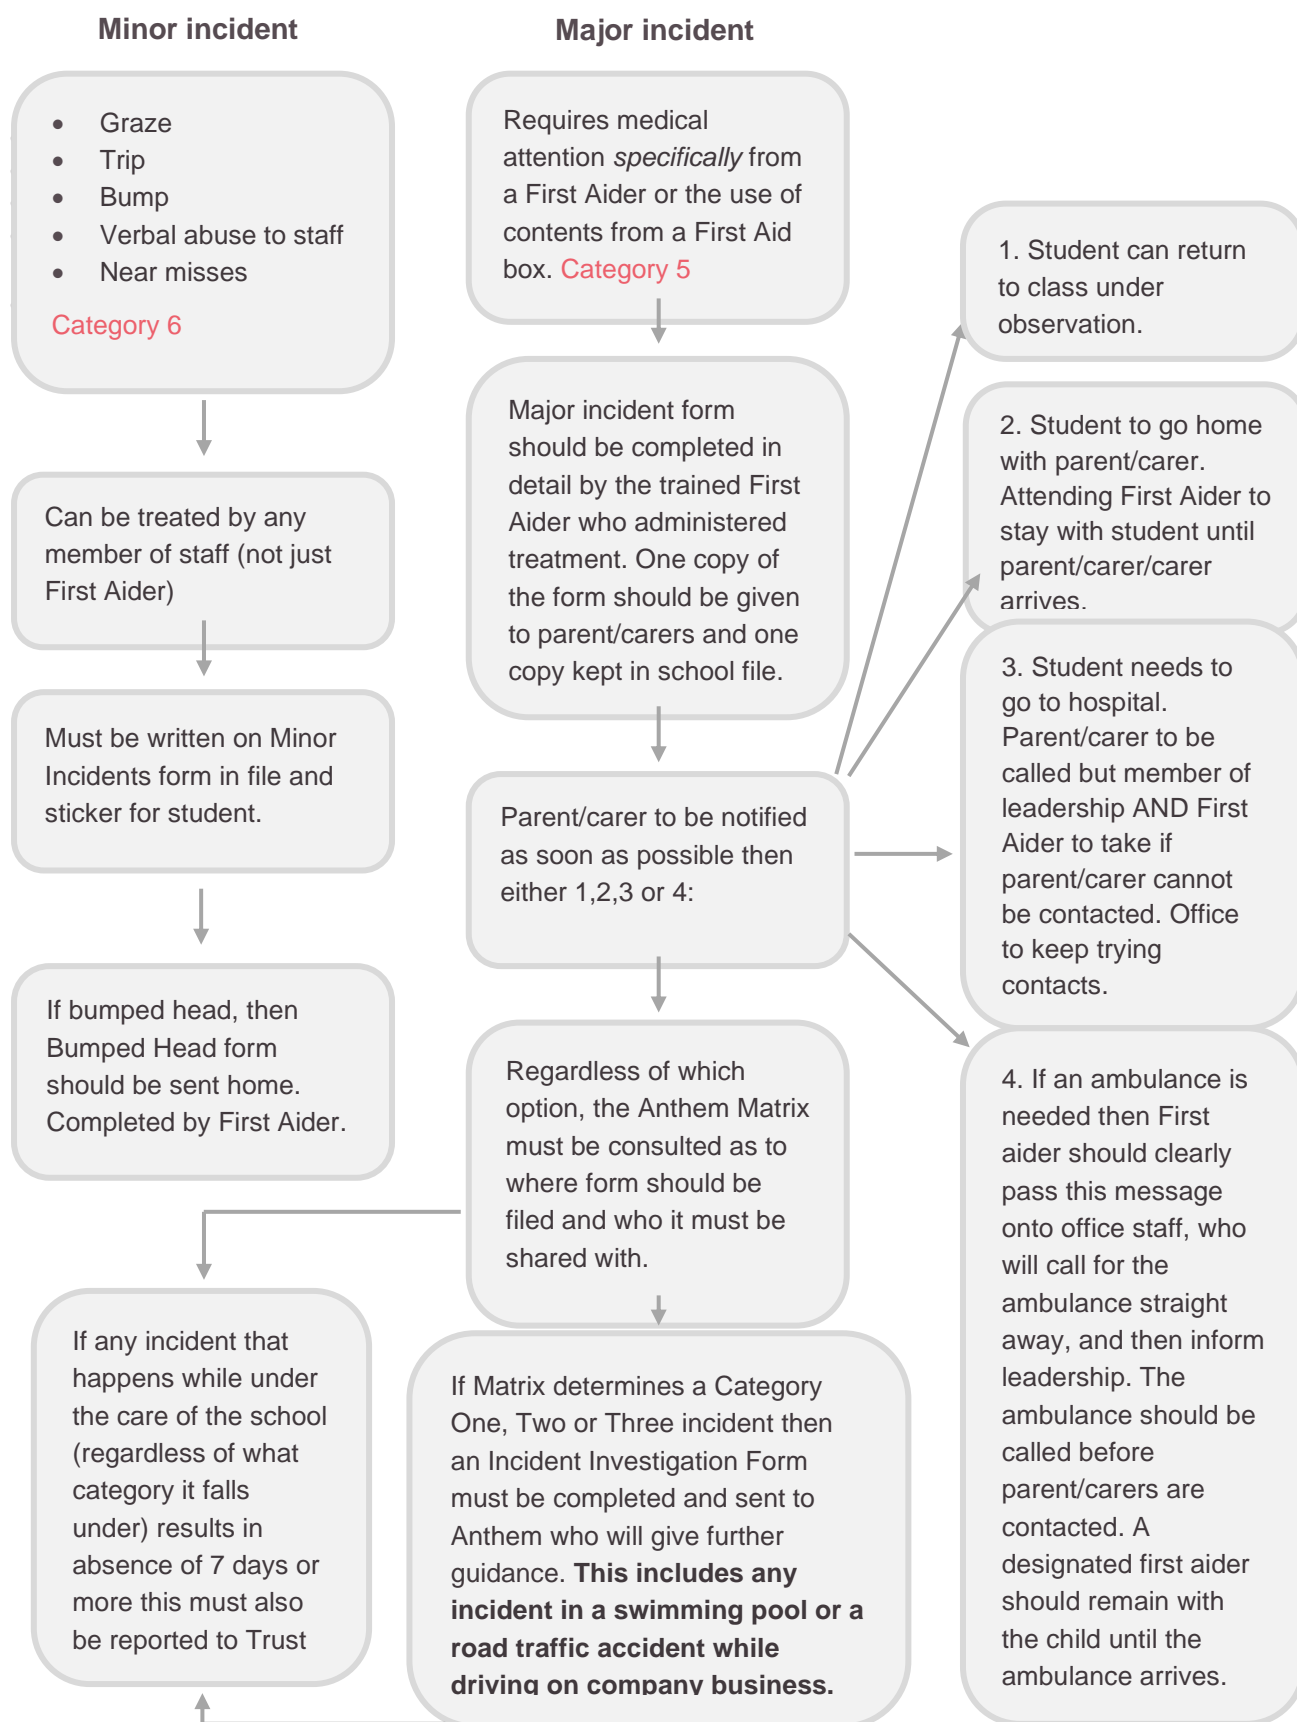 Minor incident
• Graze
• Trip
• Bump
• Verbal abuse to staff
• Near misses
Category 6
Can be treated by any
member of staff (not just
First Aider)
Must be written on Minor
Incidents form in file and
sticker for student.
If bumped head, then
Bumped Head form
should be sent home.
Completed by First Aider.
Major incident
Requires medical
attention specifically from
a First Aider or the use of
contents from a First Aid
box. Category 5
Major incident form
should be completed in
detail by the trained First
Aider who administered
treatment. One copy of
the form should be given
to parent/carers and one
copy kept in school file.
Parent/carer to be notified
as soon as possible then
either 1,2,3 or 4:
1. Student can return
to class under
observation.
2. Student to go home
with parent/carer.
Attending First Aider to
stay with student until
parent/carer/carer
arrives.
3. Student needs to
go to hospital.
Parent/carer to be
called but member of
leadership AND First
Aider to take if
parent/carer cannot
be contacted. Office
to keep trying
contacts.
4. If an ambulance is
needed then First
aider should clearly
pass this message
onto office staff, who
will call for the
ambulance straight
away, and then inform
leadership. The
ambulance should be
called before
parent/carers are
contacted. A
designated first aider
should remain with
the child until the
ambulance arrives.
Regardless of which
option, the Anthem Matrix
must be consulted as to
where form should be
filed and who it must be
shared with.
If any incident that
happens while under
the care of the school
(regardless of what
category it falls
under) results in
absence of 7 days or
more this must also
be reported to Trust
If Matrix determines a Category
One, Two or Three incident then
an Incident Investigation Form
must be completed and sent to
Anthem who will give further
guidance. This includes any
incident in a swimming pool or a
road traffic accident while
driving on company business.